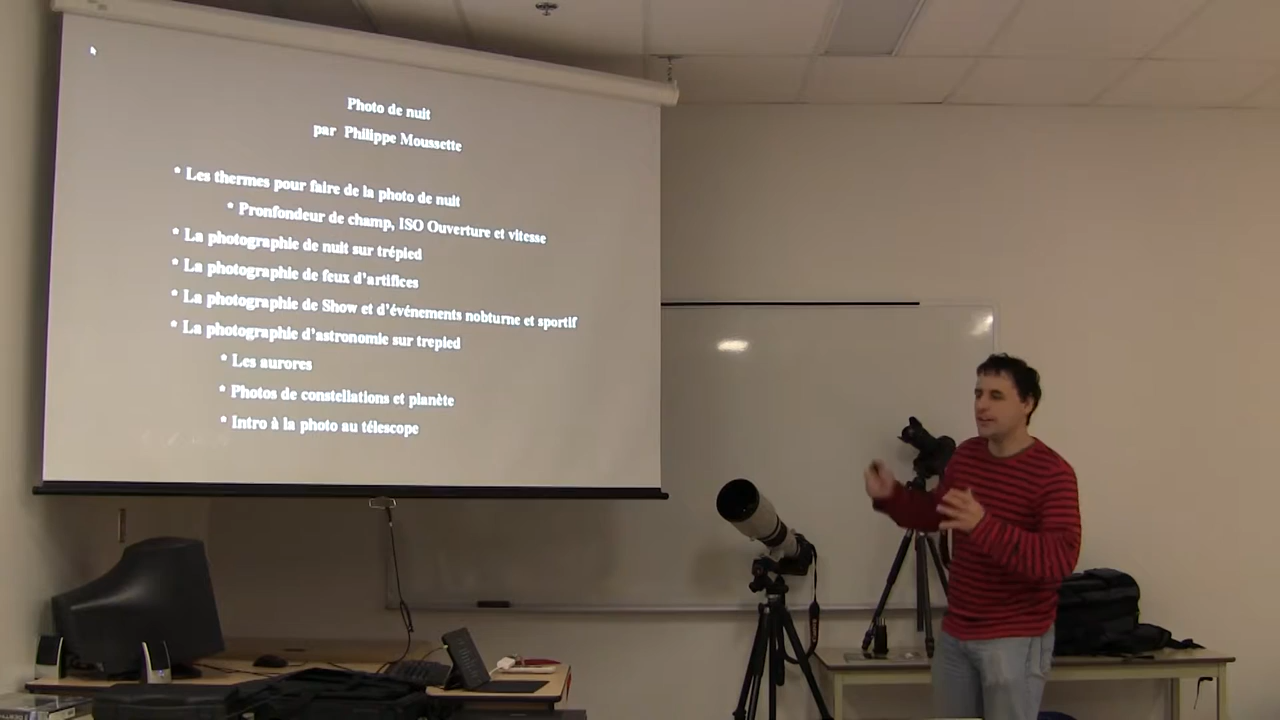 Photo de nuit
par Philippe Moussette
* Les thermes pour faire de la photo de nuit
* Pronfondeur de champ, ISO Ouverture et vitesse
* La photographie de nuit sur trépied
* La photographie de feux d'artifices
* La photographie de Show et d'événements nobturne et sportif
* La photographie d'astronomie sur trepied
* Les aurores
* Photos de constellations et planète
* Intro à la photo au télescope